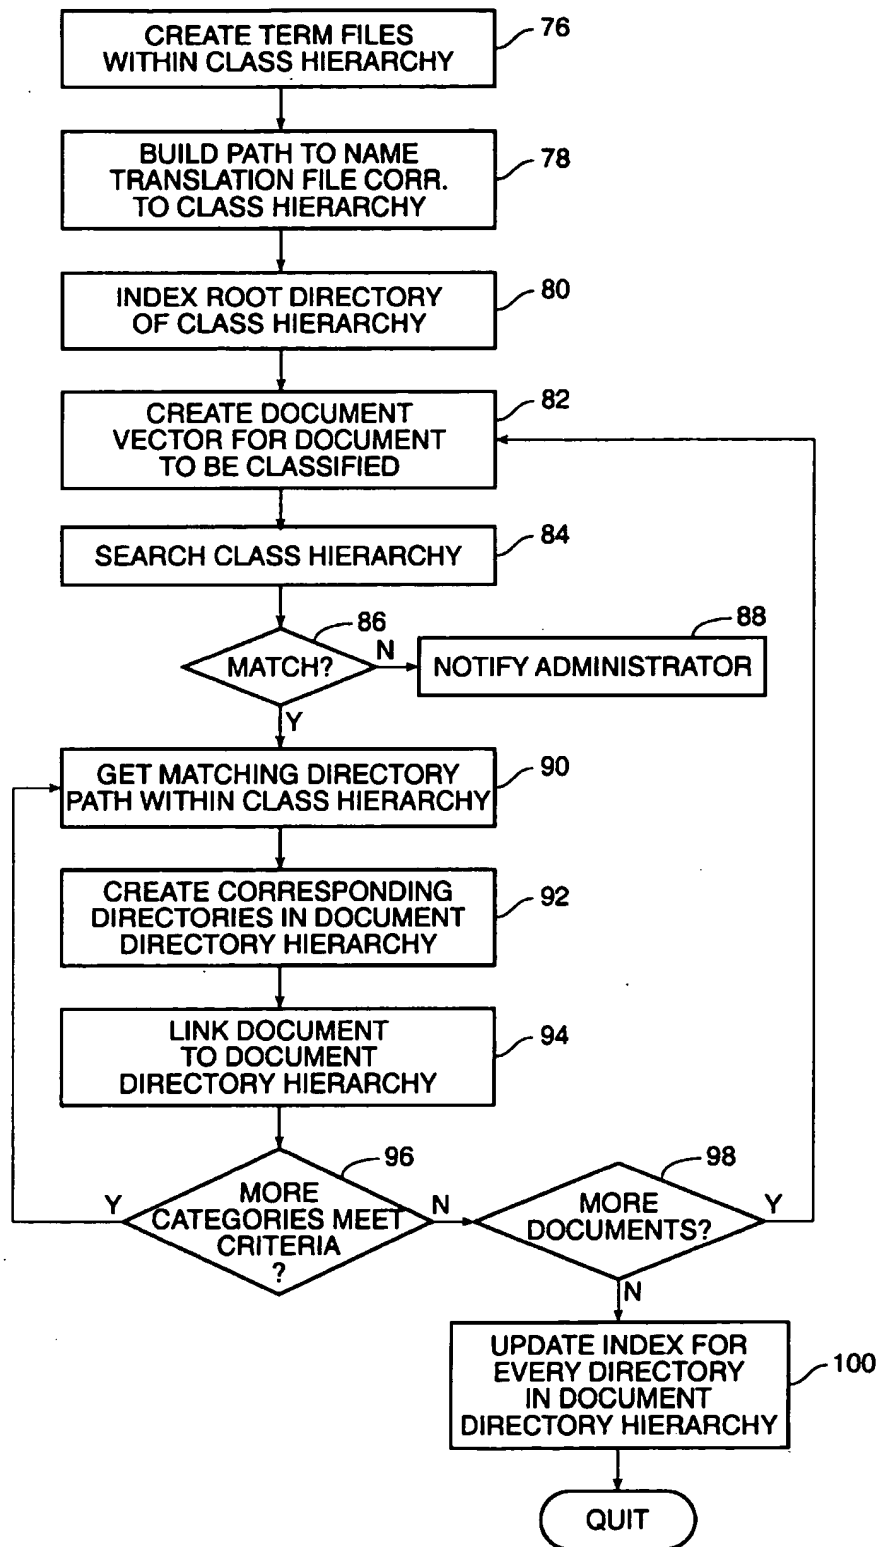 CREATE TERM FILES
WITHIN CLASS HIERARCHY
76
BUILD PATH TO NAME
TRANSLATION FILE CORR.
TO CLASS HIERARCHY
78
INDEX ROOT DIRECTORY
OF CLASS HIERARCHY
80
CREATE DOCUMENT
VECTOR FOR DOCUMENT
TO BE CLASSIFIED
82
SEARCH CLASS HIERARCHY
84
MATCH?
86
N
NOTIFY ADMINISTRATOR
88
Y
GET MATCHING DIRECTORY
PATH WITHIN CLASS HIERARCHY
90
CREATE CORRESPONDING
DIRECTORIES IN DOCUMENT
DIRECTORY HIERARCHY
92
LINK DOCUMENT
TO DOCUMENT
DIRECTORY HIERARCHY
94
Y
MORE
CATEGORIES MEET
CRITERIA
?
96
N
MORE
DOCUMENTS?
98
Y
N
UPDATE INDEX FOR
EVERY DIRECTORY
IN DOCUMENT
DIRECTORY HIERARCHY
100
QUIT